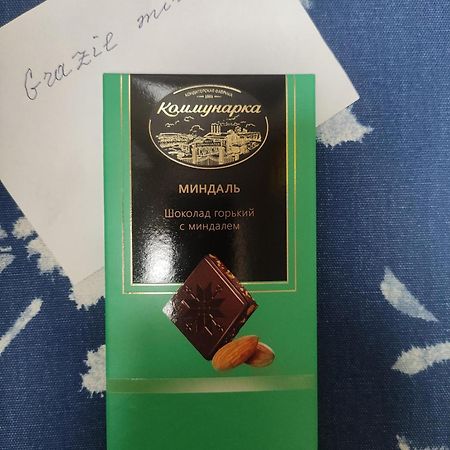 Grazie
КОНДИТЕРСКАЯ ФАБРИКА
Коммунарка
МИНДАЛЬ
Шоколад горький
с миндалем